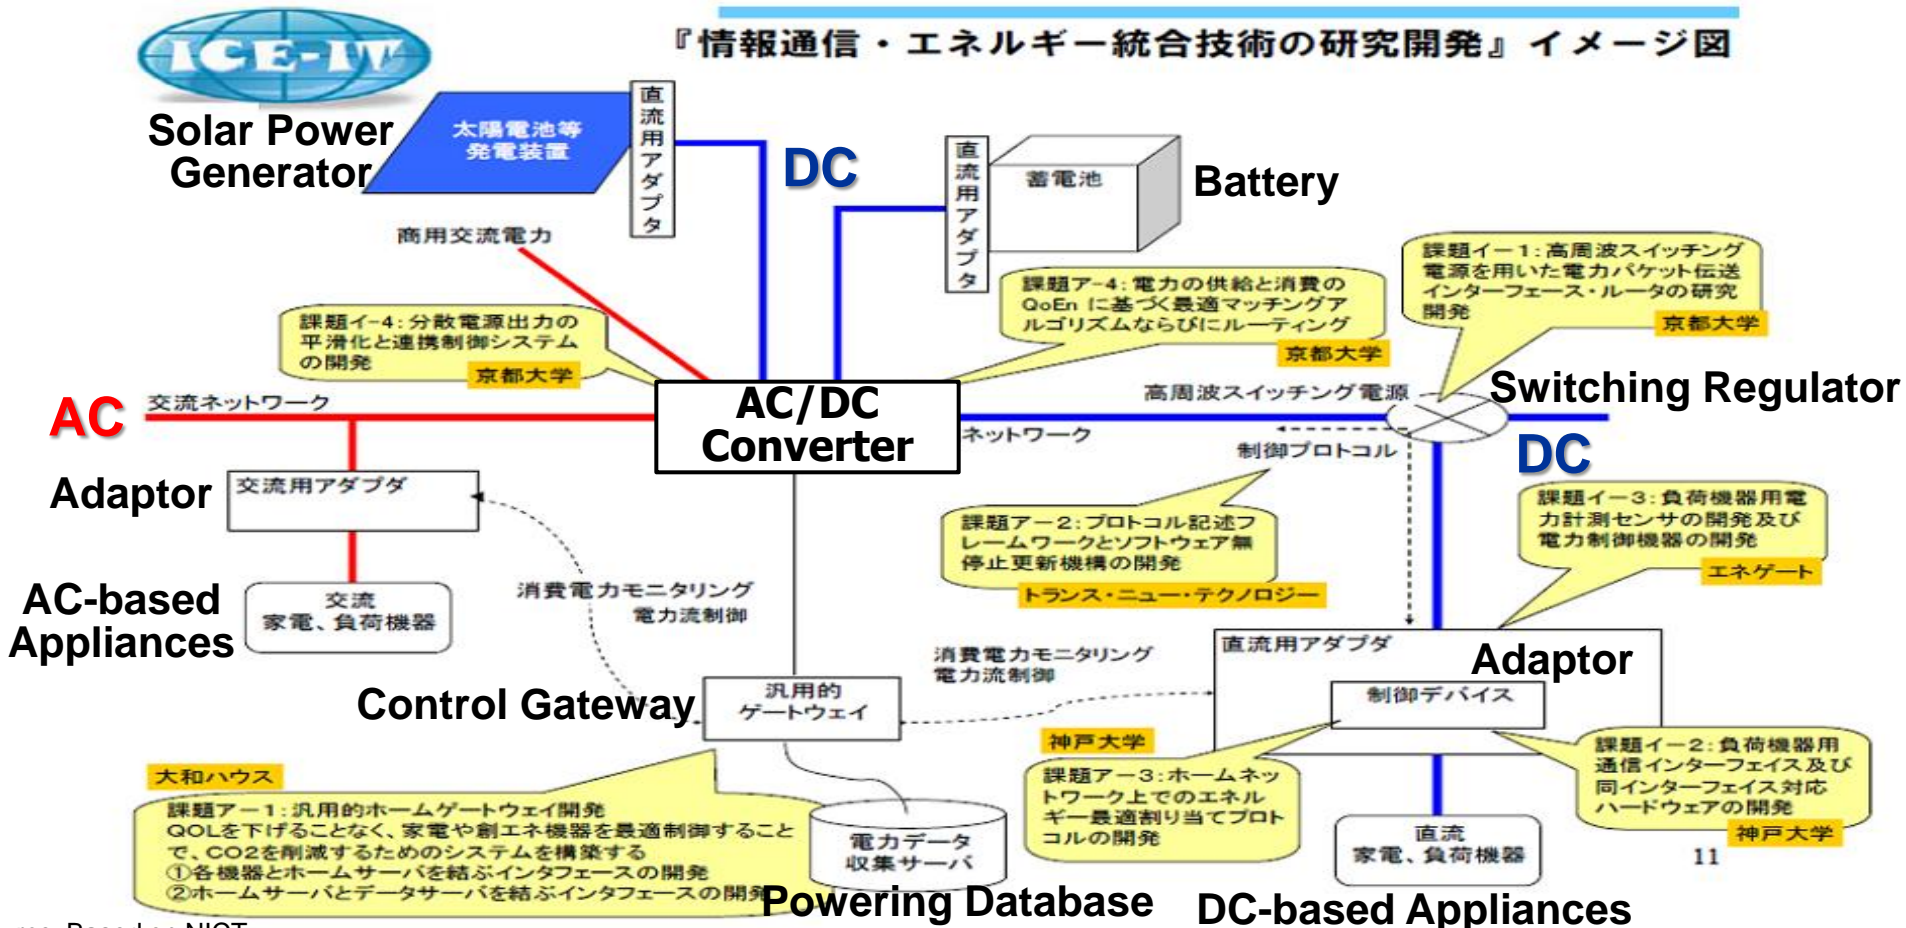 ICE-IT
『情報通信・エネルギー統合技術の研究開発』イメージ図
Solar Power
Generator
太陽電池等
発電装置
直流用アダプタ
DC
直流用アダプタ
蓄電池
Battery
商用交流電力
課題イ-4:分散電源出力の
平滑化と連携制御システム
の開発
京都大学
課題ア-4:電力の供給と消費の
QoEn に基づく最適マッチングア
ルゴリズムならびにルーティング
京都大学
課題イー1:高周波スイッチング
電源を用いた電力パケット伝送
インターフェース・ルータの研究
開発
京都大学
AC
交流ネットワーク
AC/DC
Converter
高周波スイッチング電源
ネットワーク
Switching Regulator
制御プロトコル
DC
Adaptor
交流用アダプダ
課題アー2:プロトコル記述フ
レームワークとソフトウェア無
停止更新機構の開発
トランス・ニュー・テクノロジー
課題イー3:負荷機器用電
力計測センサの開発及び
電力制御機器の開発
エネゲート
AC-based
Appliances
交流
家電、負荷機器
消費電力モニタリング
電力流制御
消費電力モニタリング
電力流制御
直流用アダプダ
Adaptor
制御デバイス
Control Gateway
汎用的
ゲートウェイ
大和ハウス
課題アー1:汎用的ホームゲートウェイ開発
QOLを下げることなく、家電や創エネ機器を最適制御すること
で、CO2を削減するためのシステムを構築する
①各機器とホームサーバを結ぶインタフェースの開発
②ホームサーバとデータサーバを結ぶインタフェースの開発
電力データ
収集サーバ
Powering Database
神戸大学
課題アー3:ホームネッ
トワーク上でのエネル
ギー最適割り当てプロト
コルの開発
課題イー2:負荷機器用
通信インターフェイス及び
同インターフェイス対応
ハードウェアの開発
神戸大学
直流
家電、負荷機器
11
DC-based Appliances